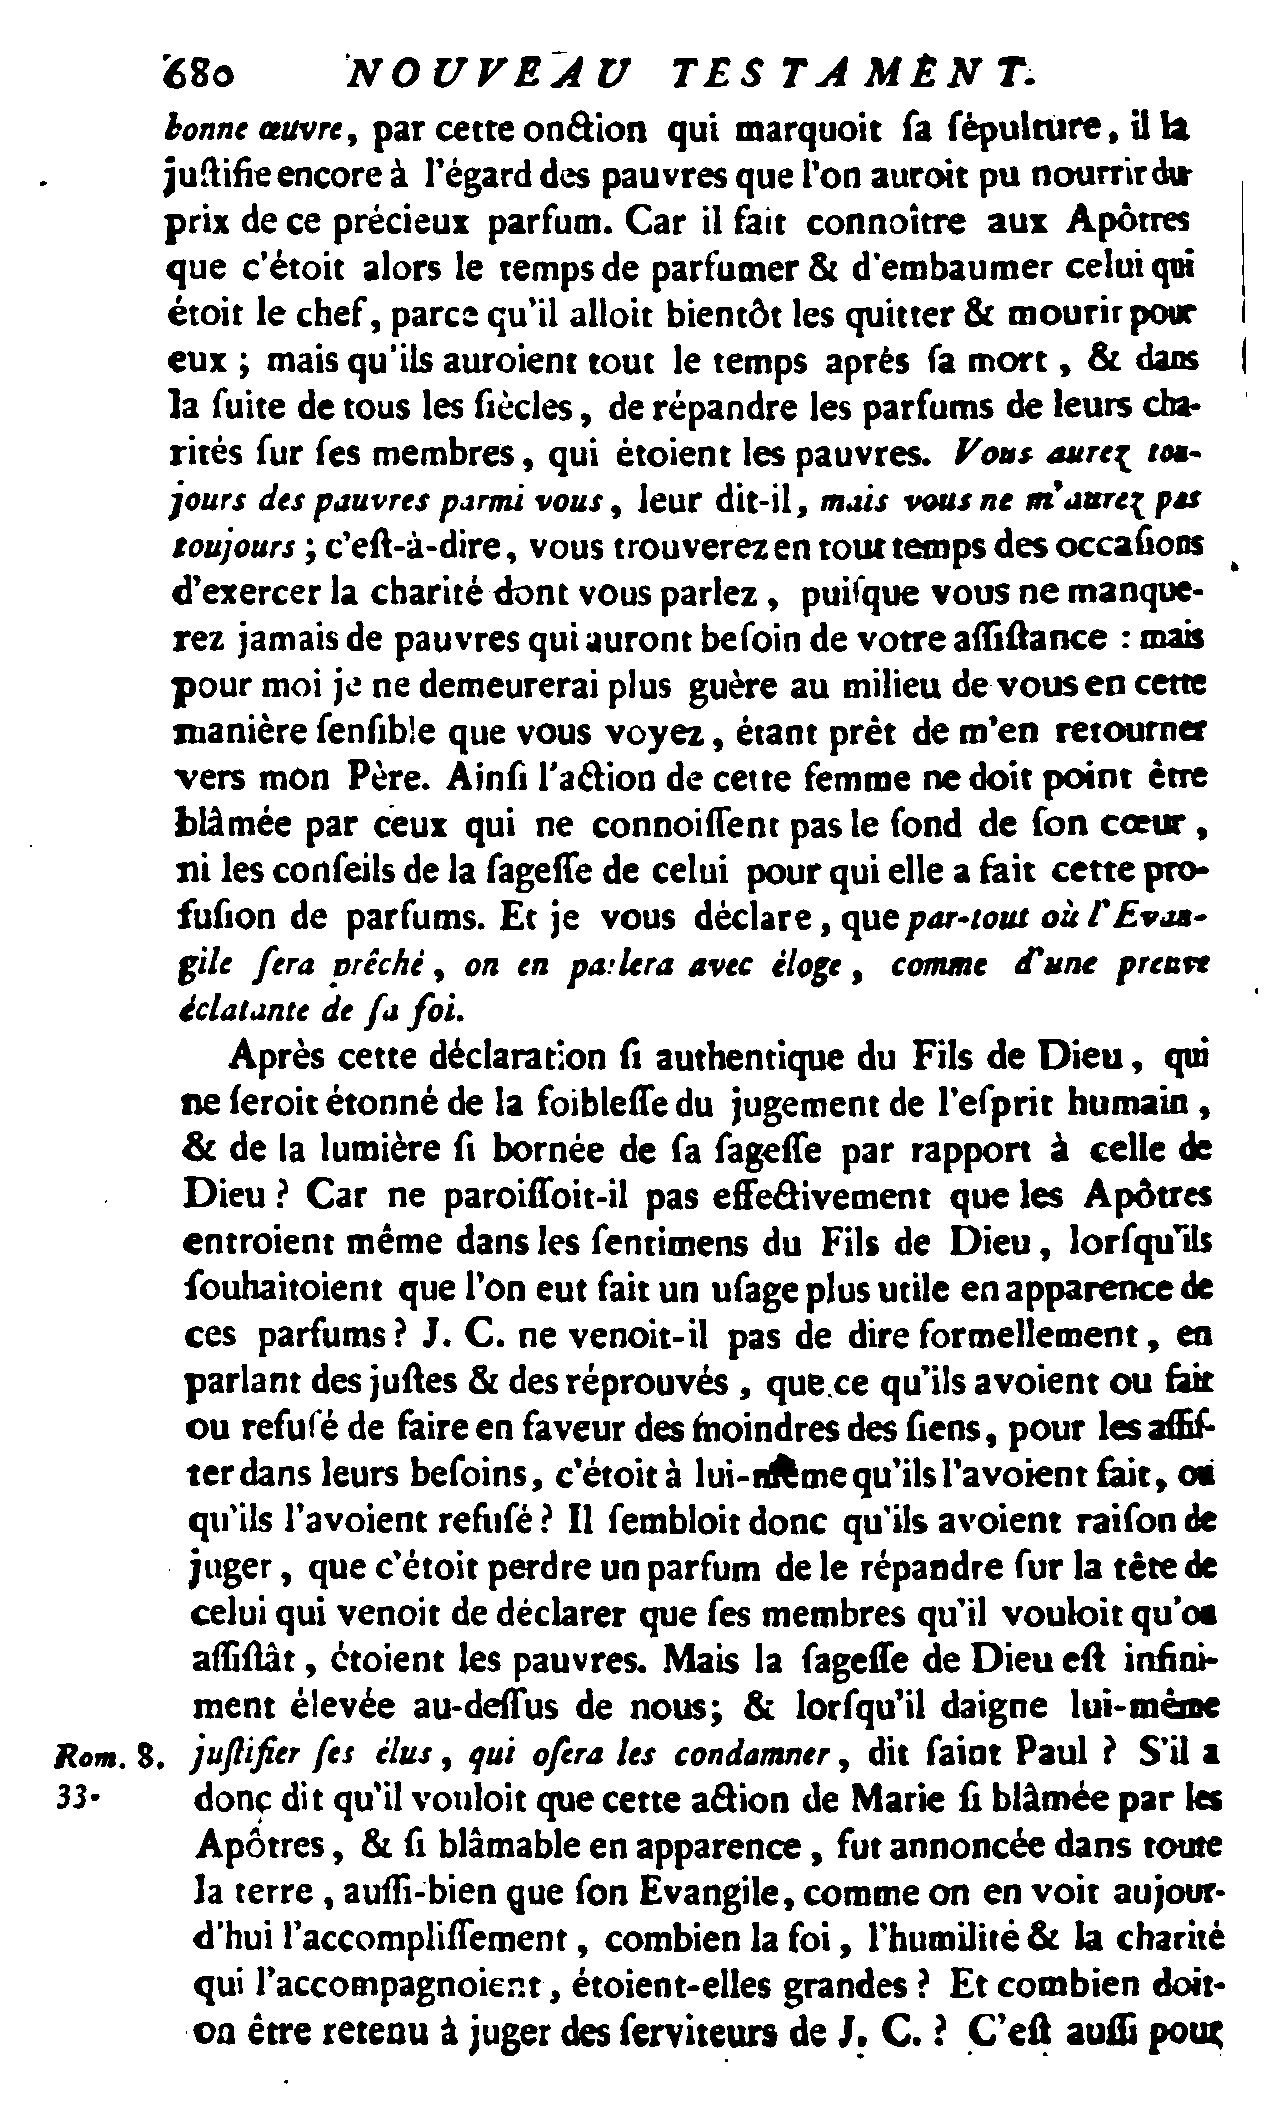 680 NOUVEAU TESTAMENT.
bonne œuvre, par cette onction qui marquoit ſa ſépulture, il la
juſtifie encore à l'égard des pauvres que l'on auroit pu nourrir du
prix de ce précieux parfum. Car il fait connoître aux Apôtres
que c'étoit alors le temps de parfumer & d'embaumer celui qui
étoit le chef, parce qu'il alloit bientôt les quitter & mourir pour
eux ; mais qu'ils auroient tout le temps aprés ſa mort, & dans
la ſuite de tous les ſiècles, de répandre les parfums de leurs cha-
rités ſur ſes membres, qui étoient les pauvres. Vous aurez tou-
jours des pauvres parmi vous, leur dit-il, mais vous ne m'aurez pas
toujours ; c'eſt-à-dire, vous trouverez en tout temps des occaſions
d'exercer la charité dont vous parlez, puiſque vous ne manque-
rez jamais de pauvres qui auront beſoin de votre aſſiſtance : mais
pour moi je ne demeurerai plus guère au milieu de vous en cette
manière ſenſible que vous voyez, étant prêt de m'en retourner
vers mon Père. Ainſi l'action de cette femme ne doit point être
blâmée par ceux qui ne connoiſſent pas le fond de ſon cœur,
ni les conſeils de la ſageſſe de celui pour qui elle a fait cette pro-
fuſion de parfums. Et je vous déclare, que par-tout où l'Evan-
gile ſera prêché, on en parlera avec éloge, comme d'une preuve
éclatante de ſa foi.
Après cette déclaration ſi authentique du Fils de Dieu, qui
ne ſeroit étonné de la foibleſſe du jugement de l'eſprit humain,
& de la lumière ſi bornée de ſa ſageſſe par rapport à celle de
Dieu ? Car ne paroiſſoit-il pas effectivement que les Apôtres
entroient même dans les ſentimens du Fils de Dieu, lorſqu'ils
ſouhaitoient que l'on eut fait un uſage plus utile en apparence de
ces parfums ? J. C. ne venoit-il pas de dire formellement, en
parlant des juſtes & des réprouvés, que ce qu'ils avoient ou fait
ou refuſé de faire en faveur des moindres des ſiens, pour les aſſiſ-
ter dans leurs beſoins, c'étoit à lui-même qu'ils l'avoient fait, ou
qu'ils l'avoient refuſé ? Il ſembloit donc qu'ils avoient raiſon de
juger, que c'étoit perdre un parfum de le répandre ſur la tête de
celui qui venoit de déclarer que ſes membres qu'il vouloit qu'on
aſſiſtât, étoient les pauvres. Mais la ſageſſe de Dieu eſt infini-
ment élevée au-deſſus de nous ; & lorſqu'il daigne lui-même
Rom. 8. juſtifier ſes élus, qui oſera les condamner, dit ſaint Paul ? S'il a
33. donc dit qu'il vouloit que cette action de Marie ſi blâmée par les
Apôtres, & ſi blâmable en apparence, fut annoncée dans toute
la terre, auſſi-bien que ſon Evangile, comme on en voit aujour-
d'hui l'accompliſſement, combien la foi, l'humilité & la charité
qui l'accompagnoient, étoient-elles grandes ? Et combien doit-
on être retenu à juger des ſerviteurs de J. C. ? C'eſt auſſi pour